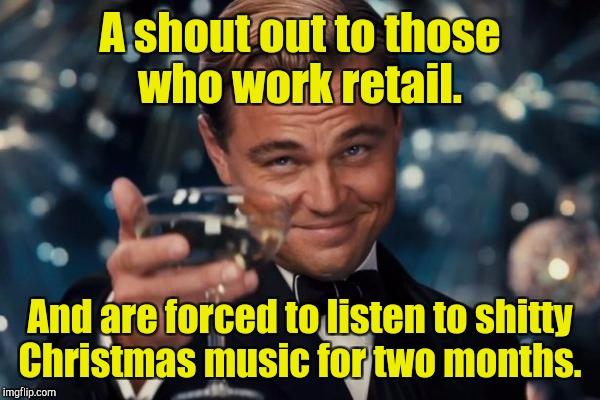 A shout out to those
who work retail.
And are forced to listen to shitty
Christmas music for two months.
imgflip.com